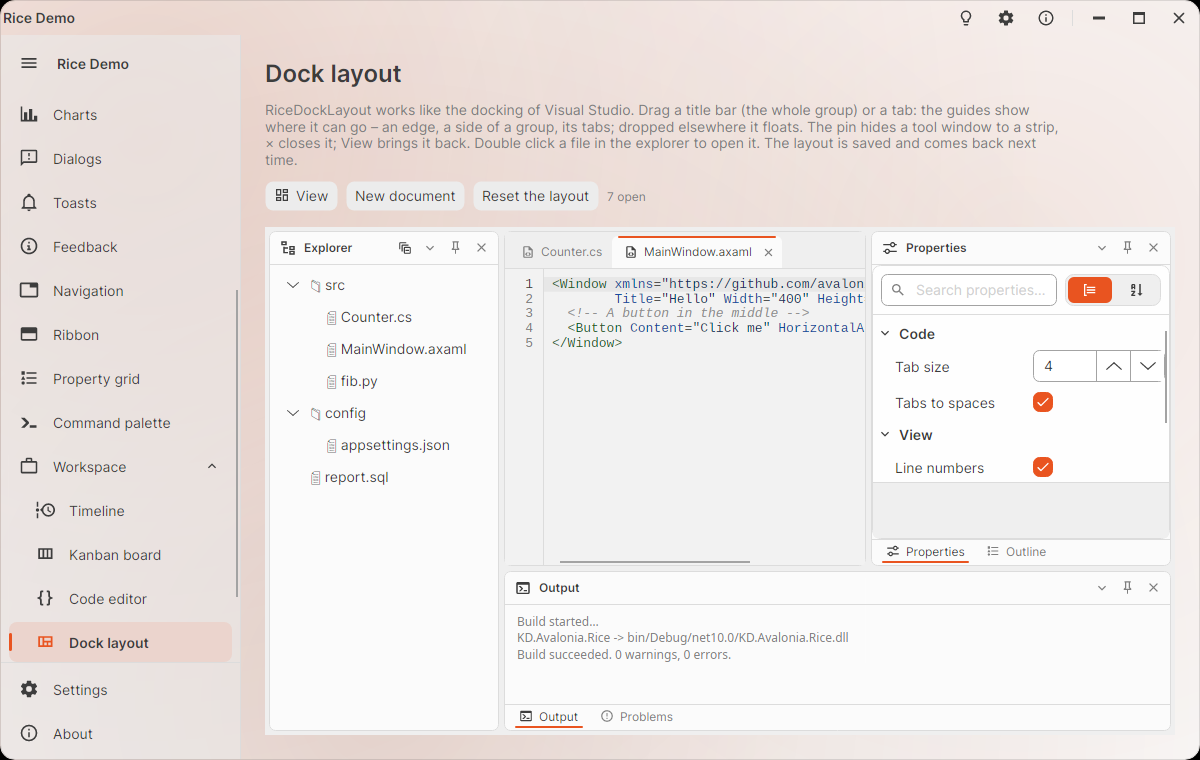 Rice Demo
Rice Demo
Charts
Dialogs
Toasts
Feedback
Navigation
Ribbon
Property grid
Command palette
Workspace
Timeline
Kanban board
Code editor
Dock layout
Settings
About
Dock layout
RiceDockLayout works like the docking of Visual Studio. Drag a title bar (the whole group) or a tab: the guides show
where it can go – an edge, a side of a group, its tabs; dropped elsewhere it floats. The pin hides a tool window to a strip,
× closes it; View brings it back. Double click a file in the explorer to open it. The layout is saved and comes back next
time.
View
New document
Reset the layout
7 open
Explorer
src
Counter.cs
MainWindow.axaml
fib.py
config
appsettings.json
report.sql
Counter.cs
MainWindow.axaml
1 <Window xmlns="https://github.com/avalon
2 Title="Hello" Width="400" Height
3 <!-- A button in the middle -->
4 <Button Content="Click me" HorizontalA
5 </Window>
Properties
Search properties...
Code
Tab size
4
Tabs to spaces
View
Line numbers
Properties
Outline
Output
Build started…
KD.Avalonia.Rice -> bin/Debug/net10.0/KD.Avalonia.Rice.dll
Build succeeded. 0 warnings, 0 errors.
Output
Problems